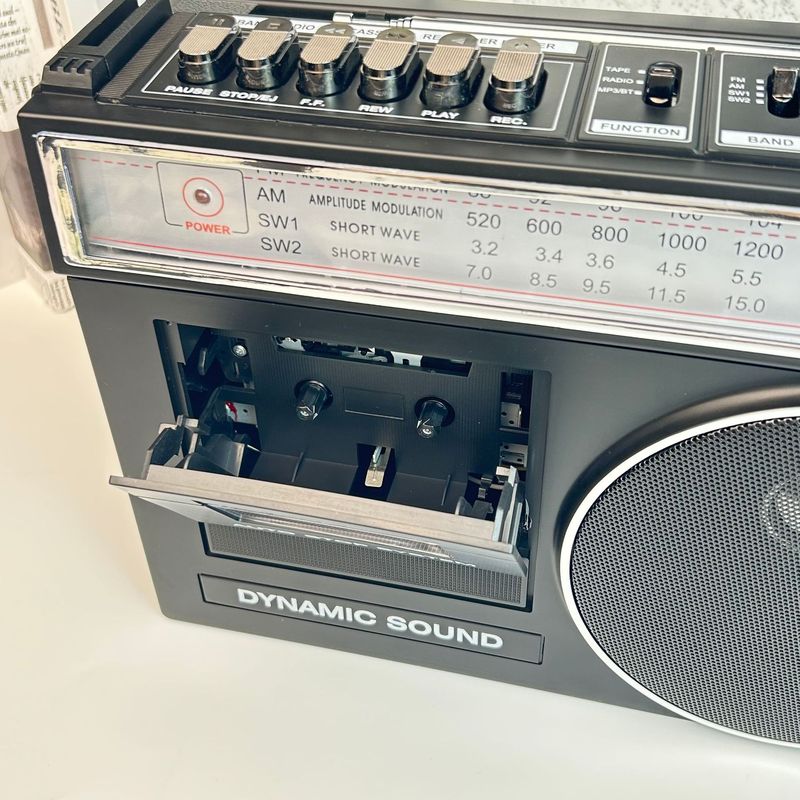 PAUSE STOP/EJ F.F. REW PLAY REC.
TAPE
RADIO
MP3/BT
FUNCTION
FM
AM
SW1
SW2
BAND
POWER
FREQUENCY MODULATION
AM AMPLITUDE MODULATION 520 600 800 1000 1200
SW1 SHORT WAVE 3.2 3.4 3.6 4.5 5.5
SW2 SHORT WAVE 7.0 8.5 9.5 11.5 15.0
DYNAMIC SOUND